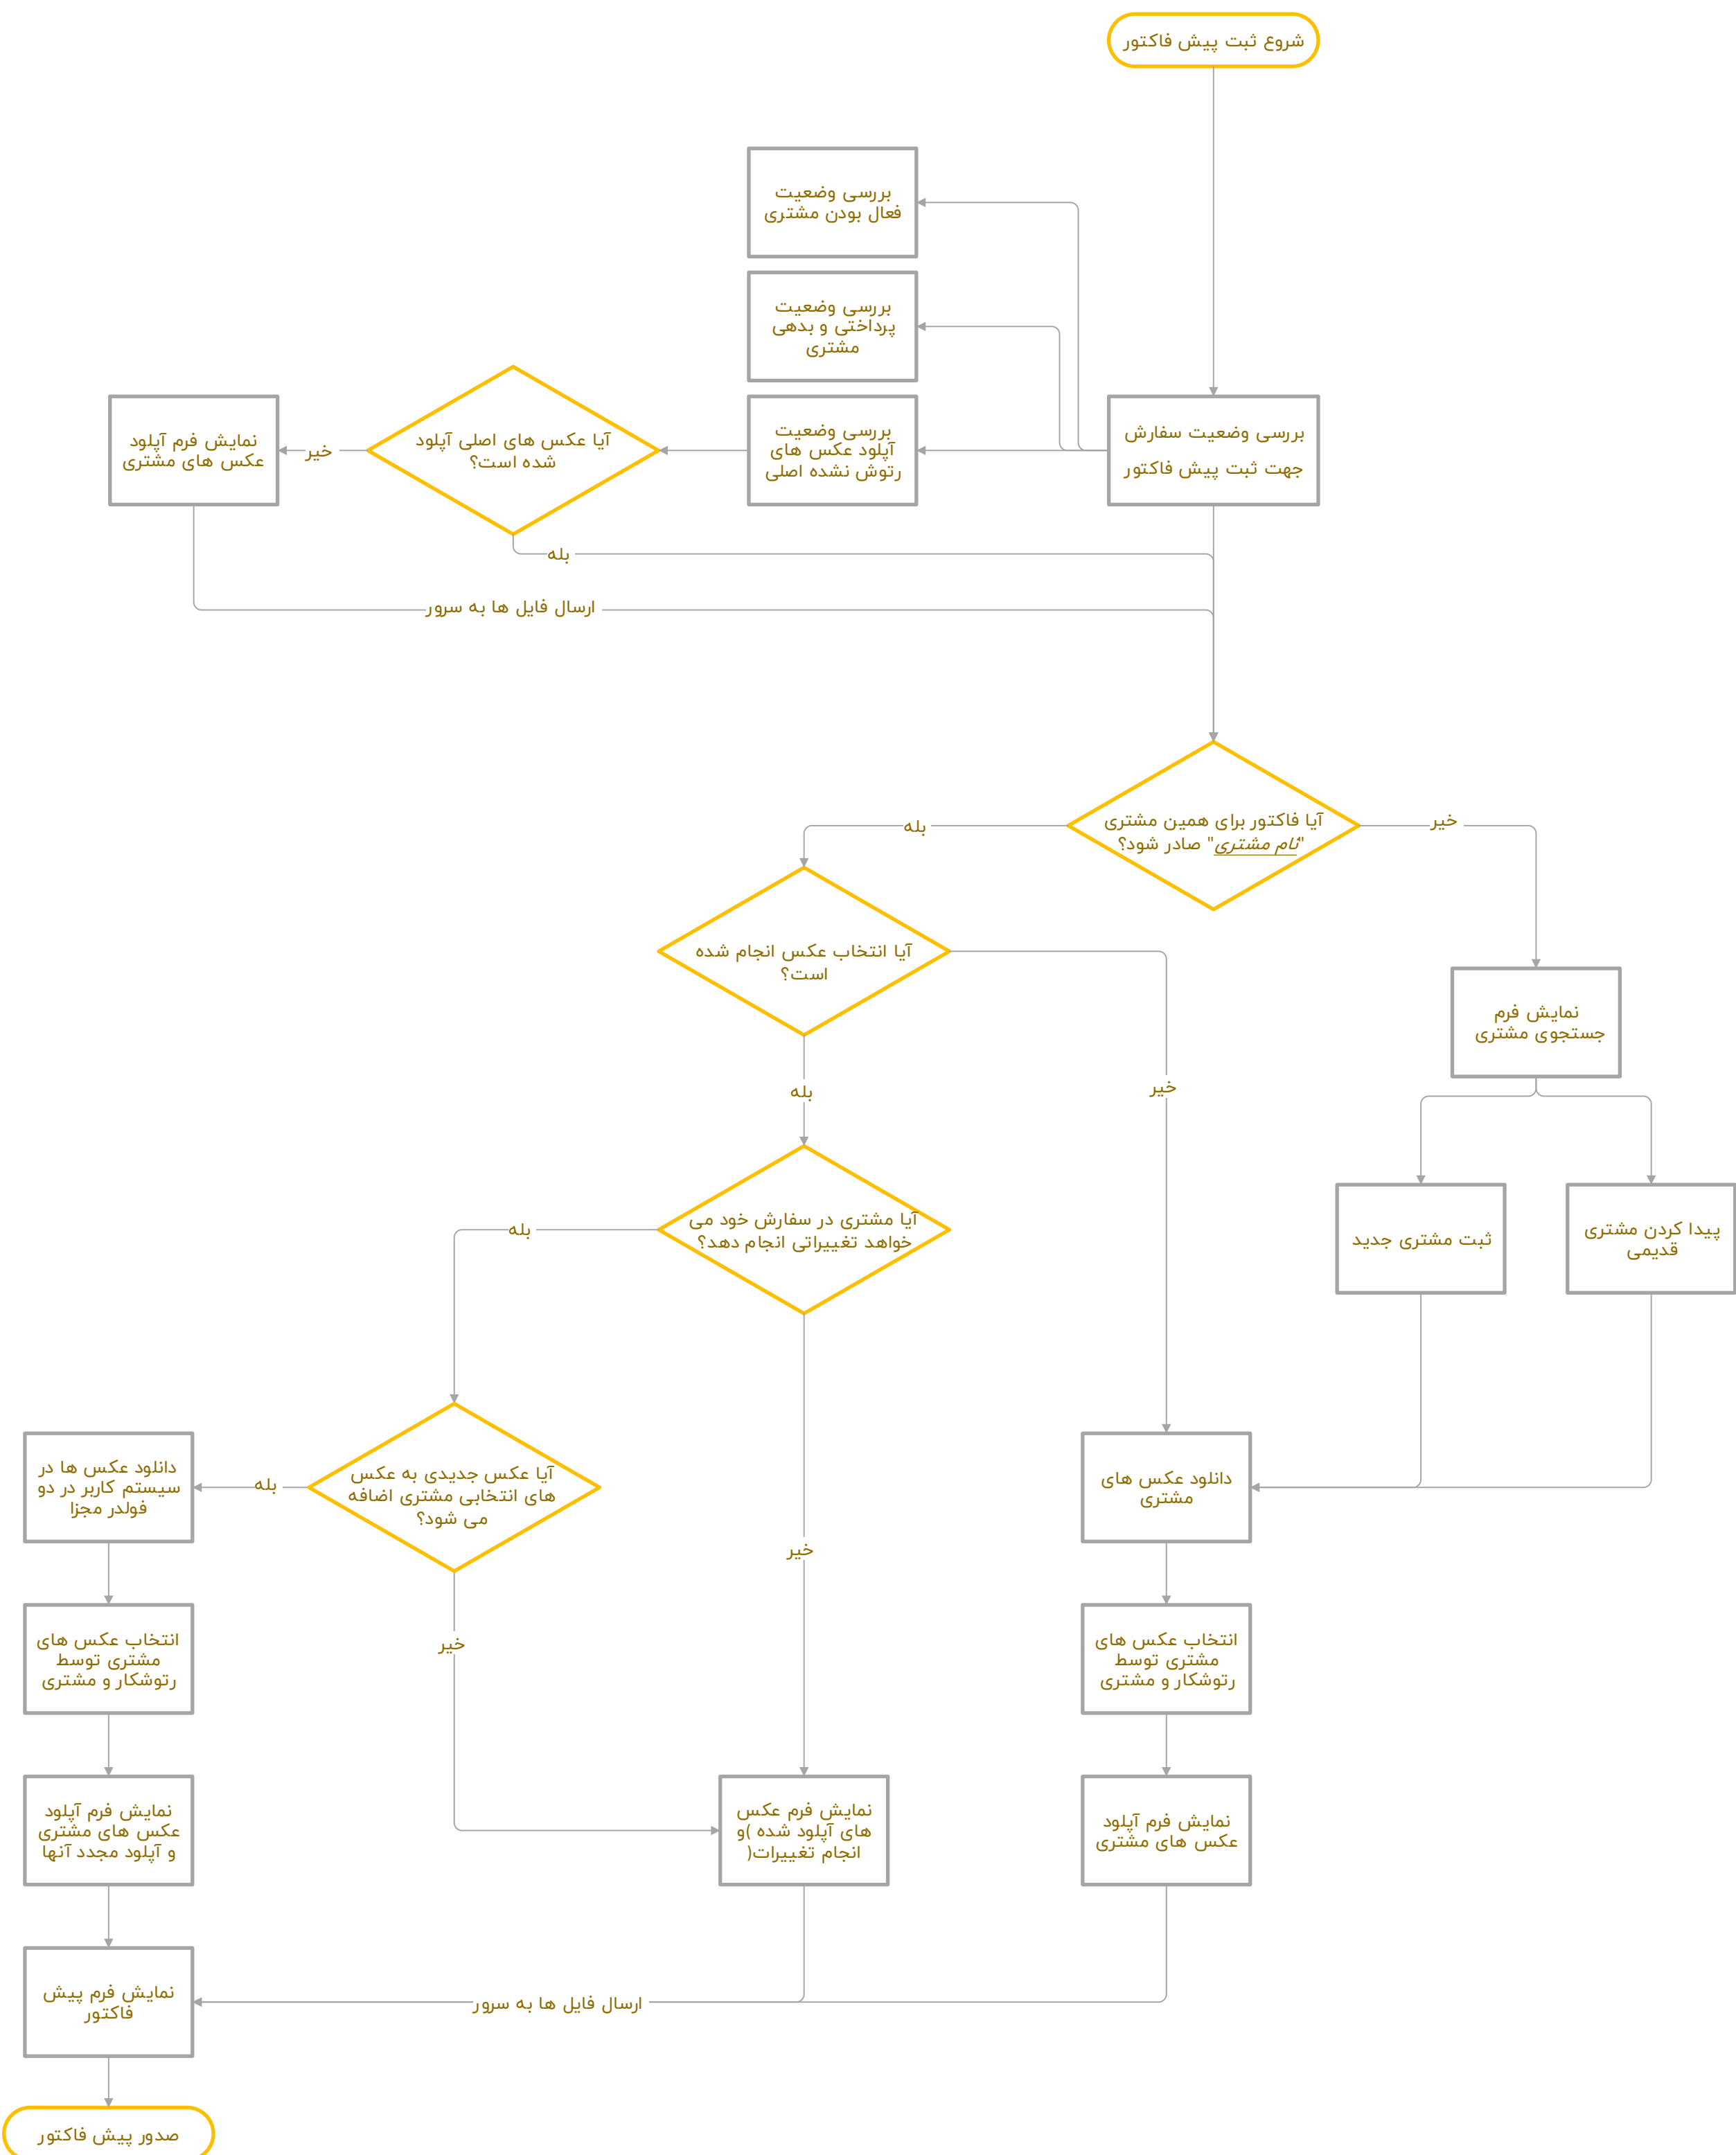 شروع ثبت پیش فاکتور
بررسی وضعیت
فعال بودن مشتری
بررسی وضعیت
پرداختی و بدهی
مشتری
بررسی وضعیت سفارش
جهت ثبت پیش فاکتور
بررسی وضعیت
آپلود عکس های
رتوش نشده اصلی
آیا عکس های اصلی آپلود
شده است؟
خیر
نمایش فرم آپلود
عکس های مشتری
بله
ارسال فایل ها به سرور
آیا فاکتور برای همین مشتری
"نام مشتری" صادر شود؟
خیر
بله
آیا انتخاب عکس انجام شده
است؟
نمایش فرم
جستجوی مشتری
خیر
بله
پیدا کردن مشتری
قدیمی
ثبت مشتری جدید
آیا مشتری در سفارش خود می
خواهد تغییراتی انجام دهد؟
بله
دانلود عکس های
مشتری
خیر
آیا عکس جدیدی به عکس
های انتخابی مشتری اضافه
می شود؟
بله
دانلود عکس ها در
سیستم کاربر در دو
فولدر مجزا
انتخاب عکس های
مشتری توسط
رتوشکار و مشتری
خیر
انتخاب عکس های
مشتری توسط
رتوشکار و مشتری
نمایش فرم آپلود
عکس های مشتری
نمایش فرم عکس
های آپلود شده )و
انجام تغییرات(
نمایش فرم آپلود
عکس های مشتری
و آپلود مجدد آنها
ارسال فایل ها به سرور
نمایش فرم پیش
فاکتور
صدور پیش فاکتور